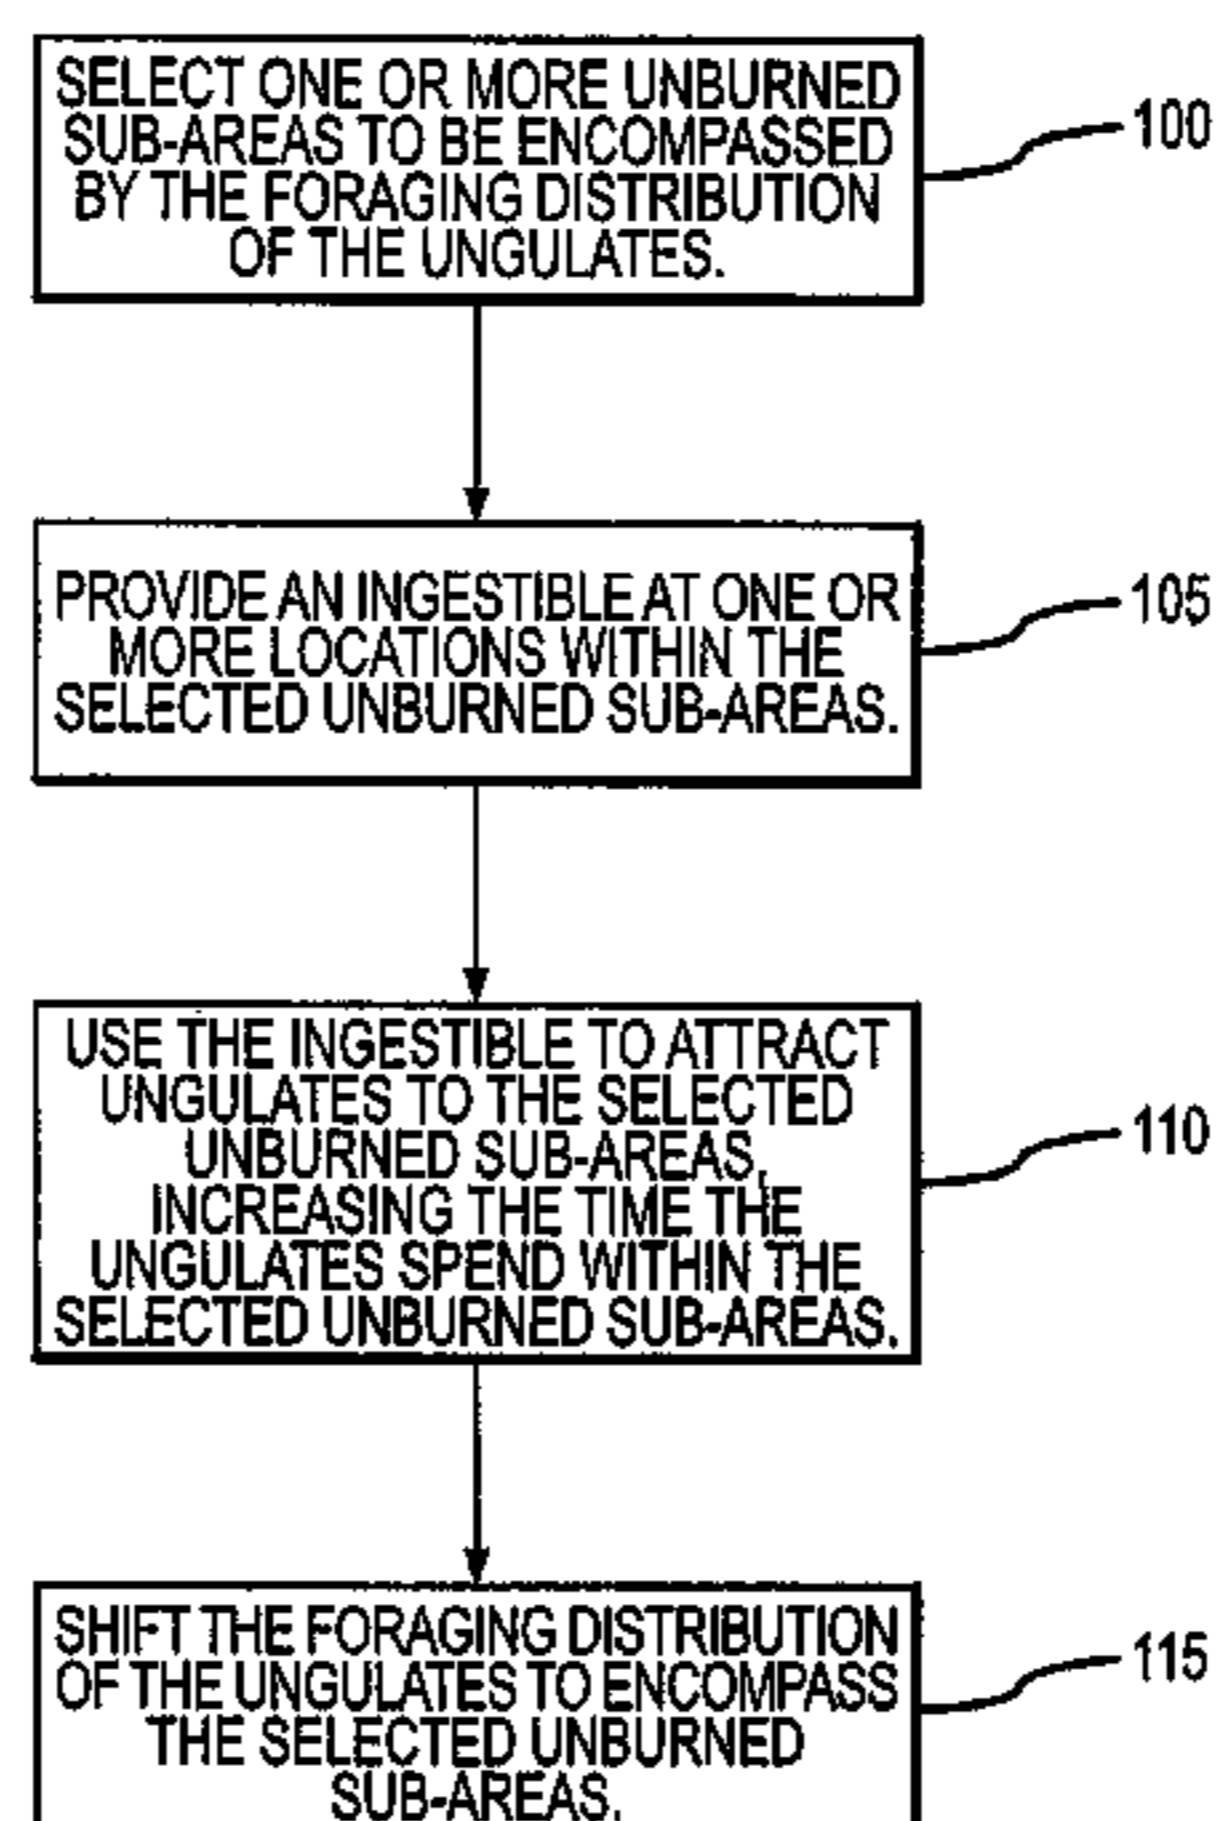 SELECT ONE OR MORE UNBURNED
SUB-AREAS TO BE ENCOMPASSED
BY THE FORAGING DISTRIBUTION
OF THE UNGULATES.
100
PROVIDE AN INGESTIBLE AT ONE OR
MORE LOCATIONS WITHIN THE
SELECTED UNBURNED SUB-AREAS.
105
USE THE INGESTIBLE TO ATTRACT
UNGULATES TO THE SELECTED
UNBURNED SUB-AREAS,
INCREASING THE TIME THE
UNGULATES SPEND WITHIN THE
SELECTED UNBURNED SUB-AREAS.
110
SHIFT THE FORAGING DISTRIBUTION
OF THE UNGULATES TO ENCOMPASS
THE SELECTED UNBURNED
SUB-AREAS.
115